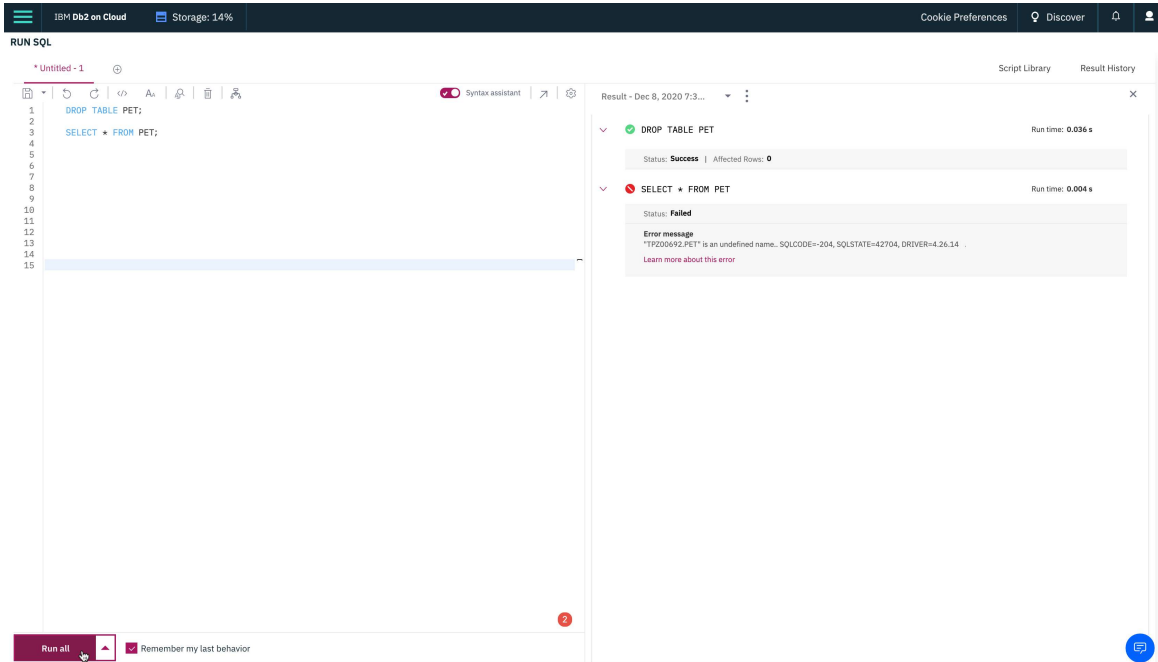 IBM Db2 on Cloud Storage: 14% Cookie Preferences Discover
RUN SQL
* Untitled - 1 Script Library Result History
Syntax assistant
1 DROP TABLE PET;
2
3 SELECT * FROM PET;
4
5
6
7
8
9
10
11
12
13
14
15
2
Run all Remember my last behavior
Result - Dec 8, 2020 7:3...
DROP TABLE PET Run time: 0.036 s
Status: Success | Affected Rows: 0
SELECT * FROM PET Run time: 0.004 s
Status: Failed
Error message
"TPZ00692.PET" is an undefined name.. SQLCODE=-204, SQLSTATE=42704, DRIVER=4.26.14 .
Learn more about this error